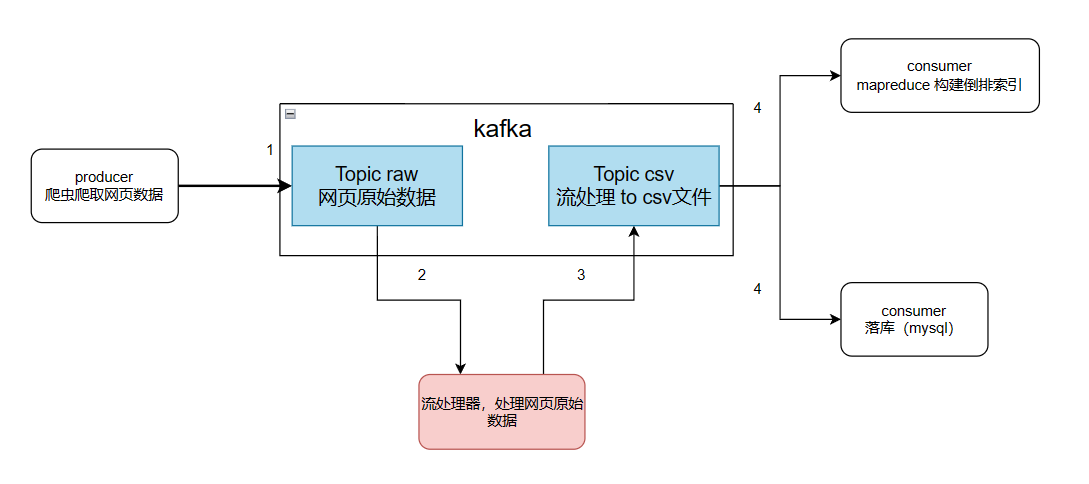 consumer
mapreduce 构建倒排索引
4
kafka
1
producer
爬虫爬取网页数据
Topic raw
网页原始数据
Topic csv
流处理 to csv文件
2
3
4
consumer
落库（mysql）
流处理器，处理网页原始
数据